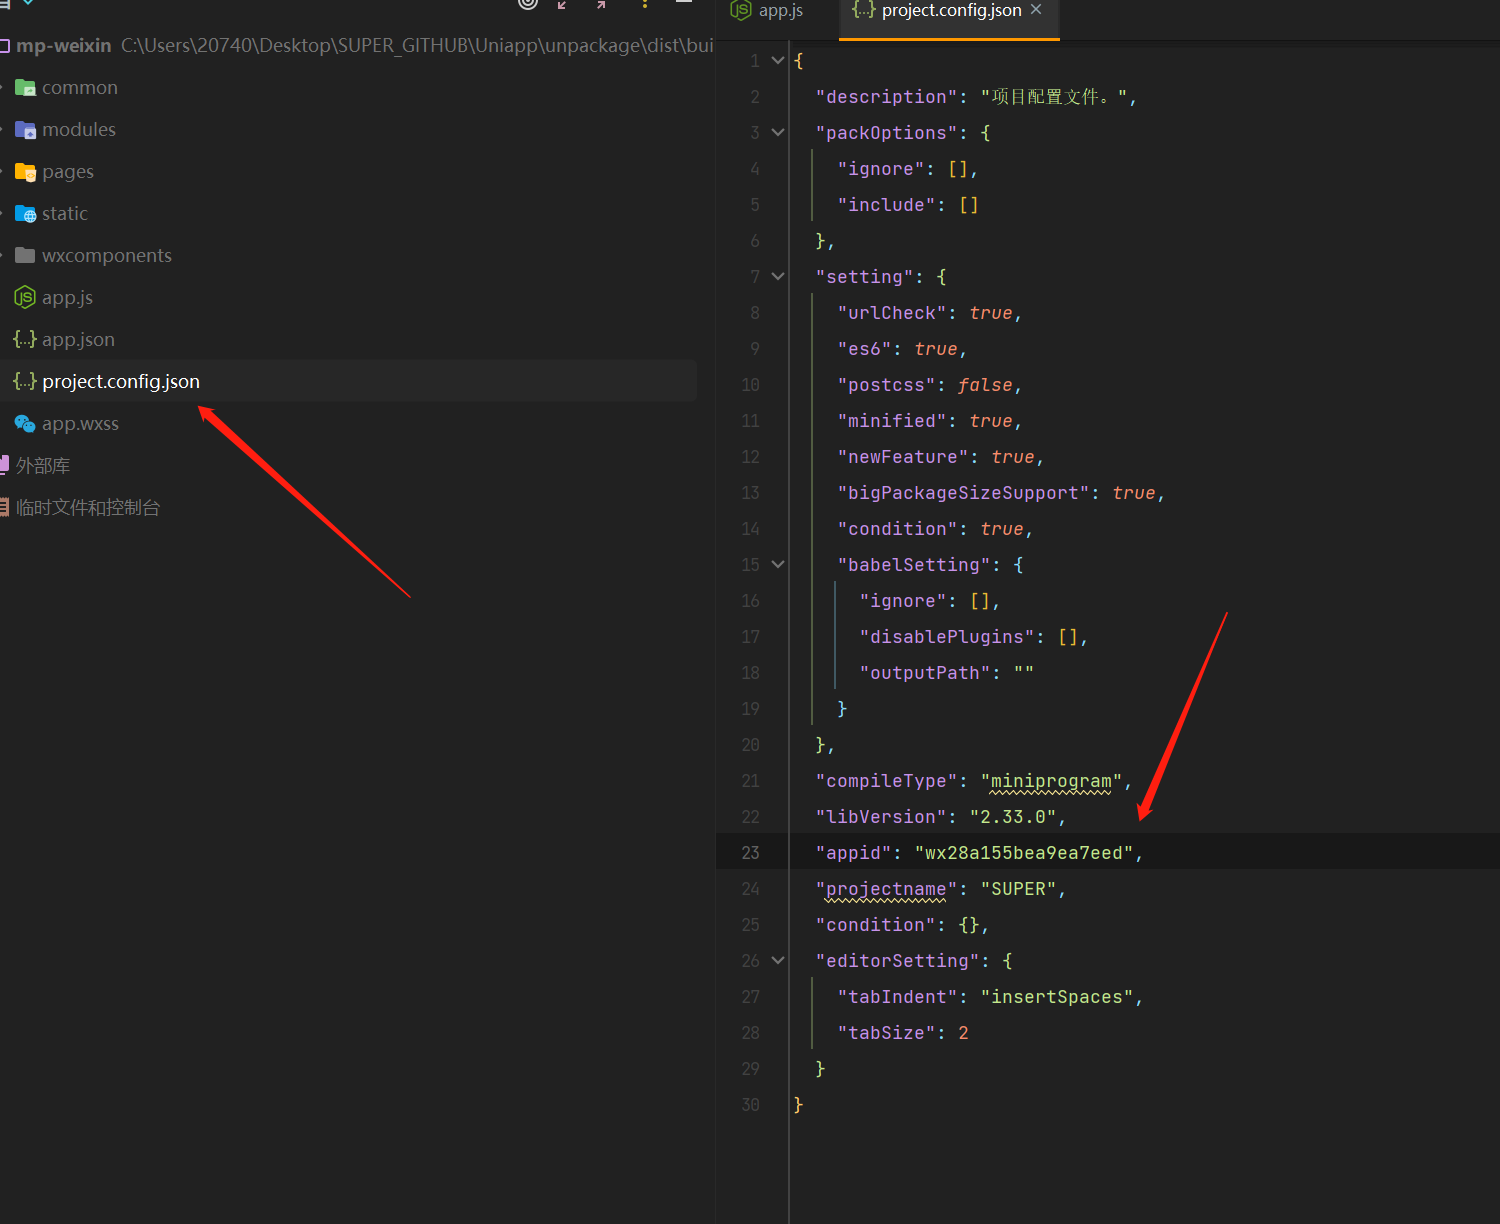 mp-weixin C:\Users\20740\Desktop\SUPER_GITHUB\Uniapp\unpackage\dist\bui
common
modules
pages
static
wxcomponents
app.js
app.json
project.config.json
app.wxss
外部库
临时文件和控制台
app.js
project.config.json
1 {
2 "description": "项目配置文件。",
3 "packOptions": {
4 "ignore": [],
5 "include": []
6 },
7 "setting": {
8 "urlCheck": true,
9 "es6": true,
10 "postcss": false,
11 "minified": true,
12 "newFeature": true,
13 "bigPackageSizeSupport": true,
14 "condition": true,
15 "babelSetting": {
16 "ignore": [],
17 "disablePlugins": [],
18 "outputPath": ""
19 }
20 },
21 "compileType": "miniprogram",
22 "libVersion": "2.33.0",
23 "appid": "wx28a155bea9ea7eed",
24 "projectname": "SUPER",
25 "condition": {},
26 "editorSetting": {
27 "tabIndent": "insertSpaces",
28 "tabSize": 2
29 }
30 }